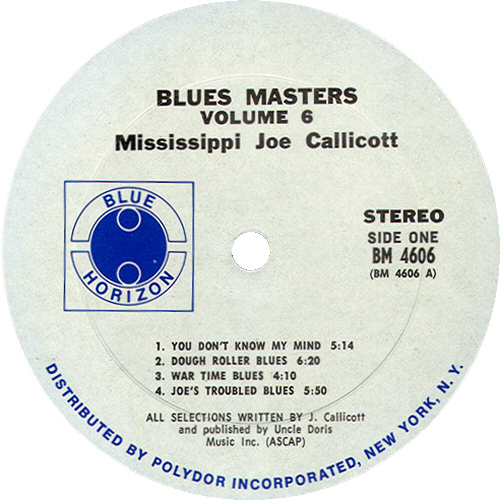 BLUES MASTERS
VOLUME 6
Mississippi Joe Callicott
BLUE
HORIZON
STEREO
SIDE ONE
BM 4606
(BM 4606 A)
1. YOU DON'T KNOW MY MIND 5:14
2. DOUGH ROLLER BLUES 6:20
3. WAR TIME BLUES 4:10
4. JOE'S TROUBLED BLUES 5:50
ALL SELECTIONS WRITTEN BY J. Callicott
and published by Uncle Doris
Music Inc. (ASCAP)
DISTRIBUTED BY POLYDOR INCORPORATED, NEW YORK, N. Y.